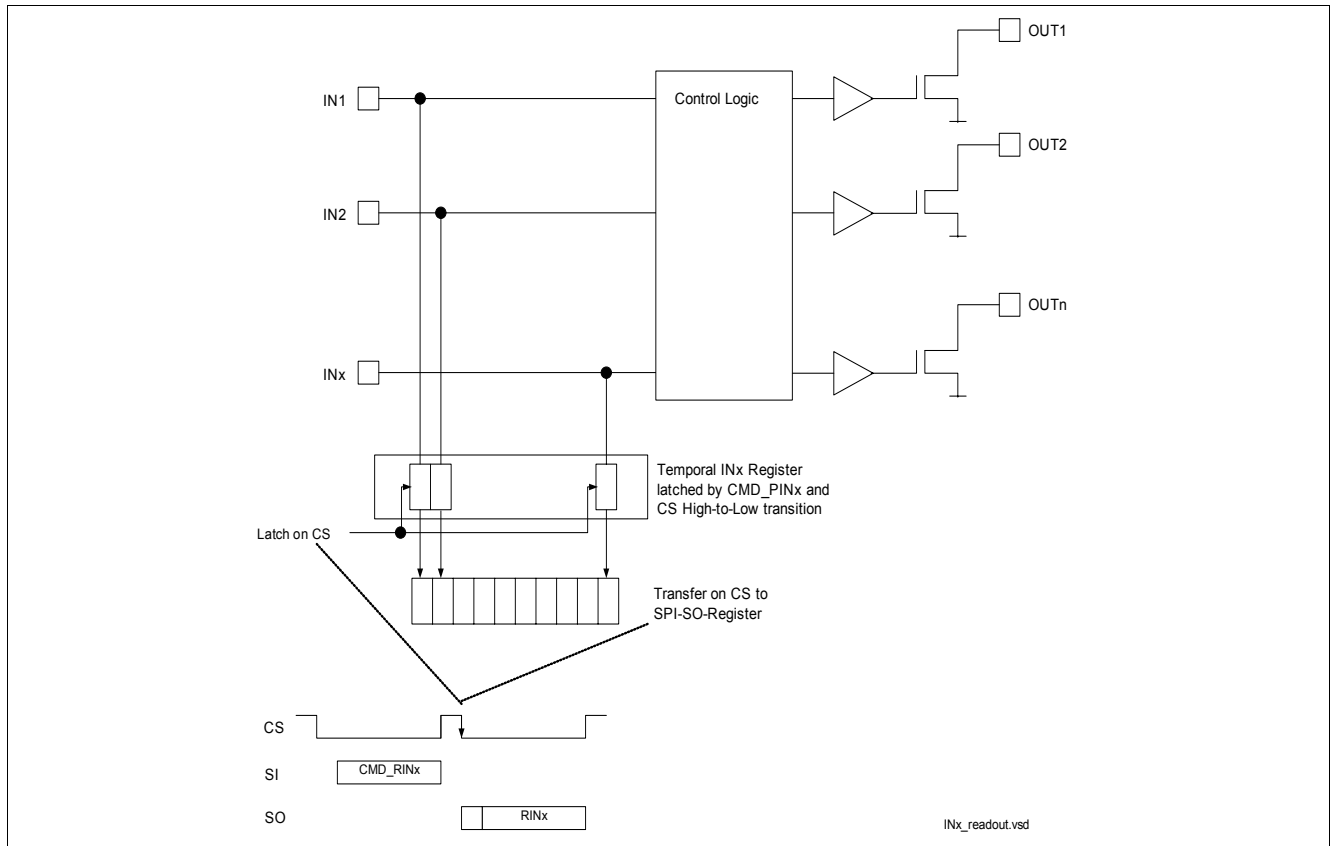 OUT1
IN1
Control Logic
OUT2
IN2
OUTn
INx
Temporal INx Register
latched by CMD_PINx and
CS High-to-Low transition
Latch on CS
Transfer on CS to
SPI-SO-Register
CS
SI
CMD_RINx
SO
RINx
INx_readout.vsd